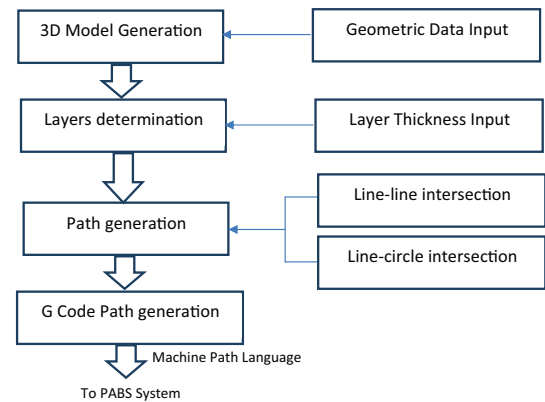 3D Model Generation
Geometric Data Input
Layers determination
Layer Thickness Input
Line-line intersection
Path generation
Line-circle intersection
G Code Path generation
Machine Path Language
To PABS System